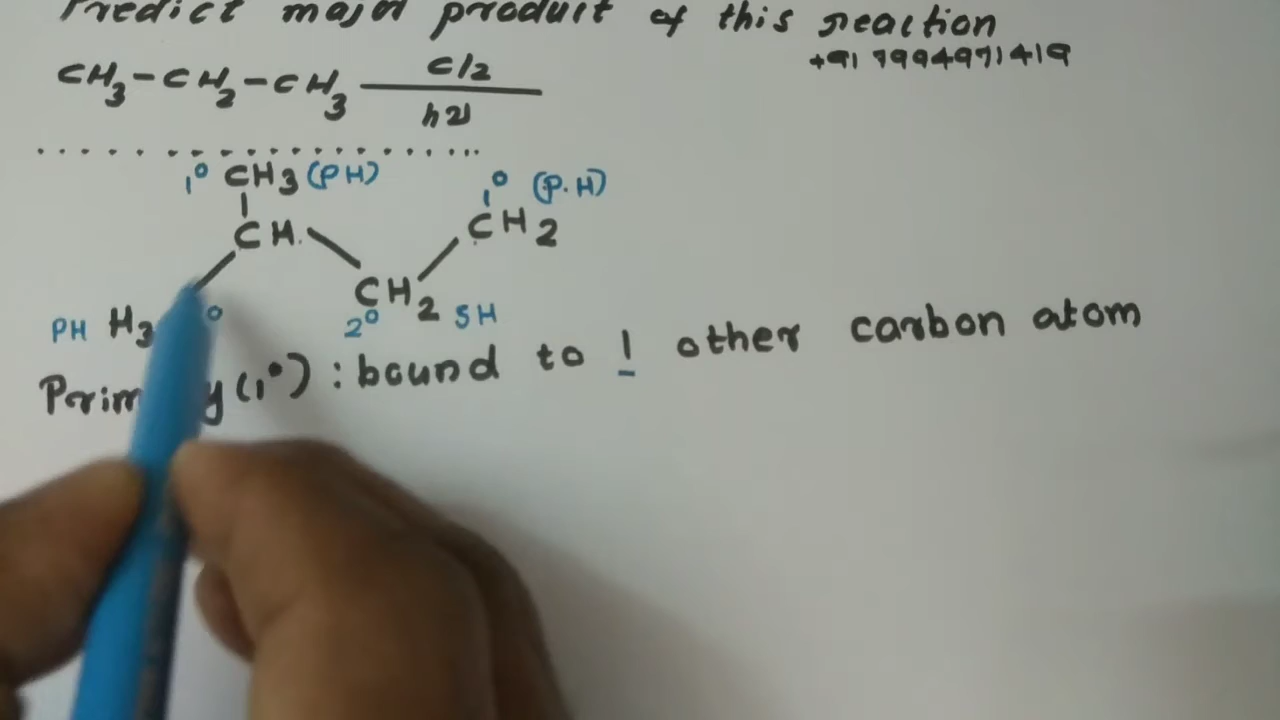 Predict major product of this reaction
+91 7994971419
CH3-CH2-CH3 Cl2
hν
1° CH3 (PH)
1° (P.H)
CH
CH2
CH2
2° SH
PH H3 °
(1°) : bound to 1 other carbon atom